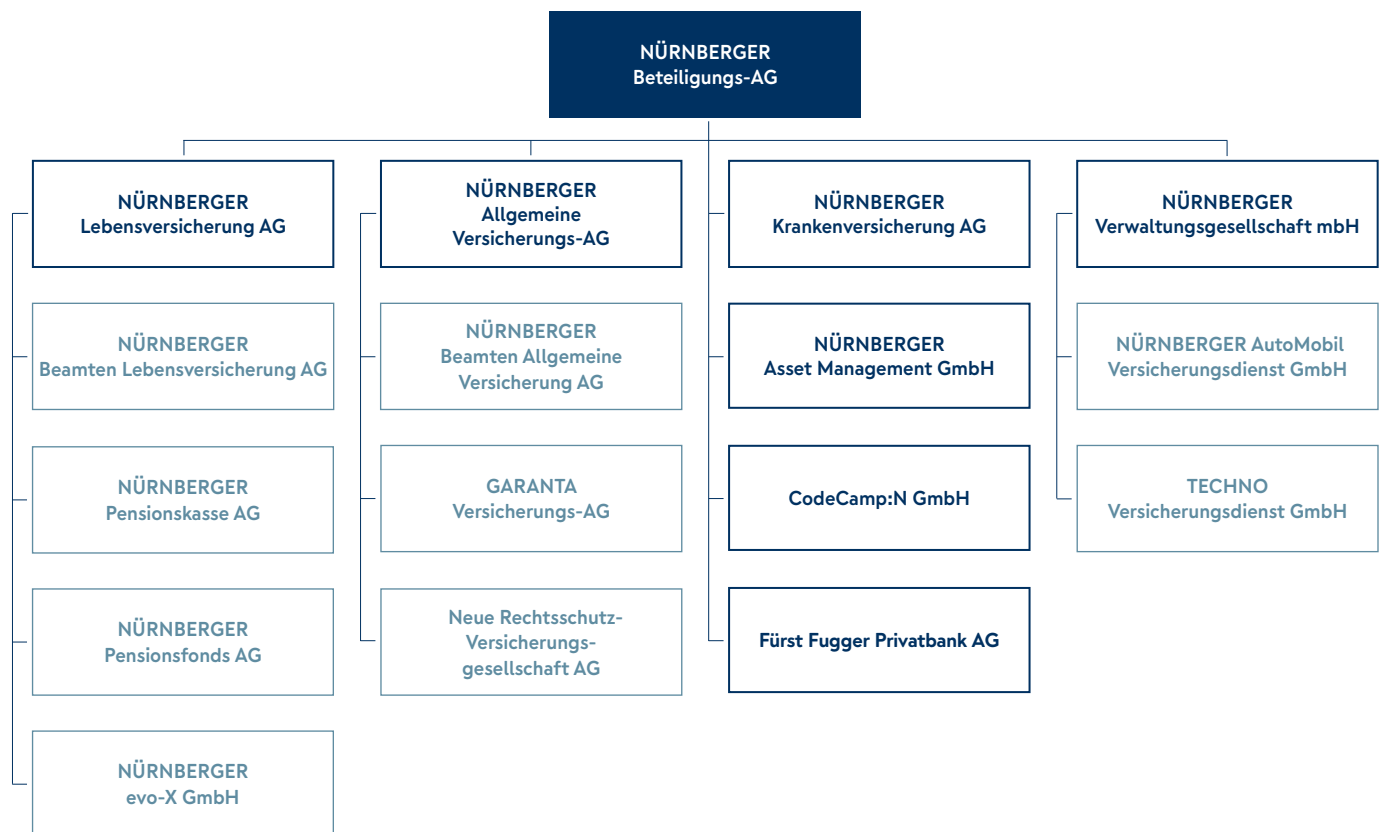 NÜRNBERGER
Beteiligungs-AG
NÜRNBERGER
Lebensversicherung AG
NÜRNBERGER
Allgemeine
Versicherungs-AG
NÜRNBERGER
Krankenversicherung AG
NÜRNBERGER
Verwaltungsgesellschaft mbH
NÜRNBERGER
Beamten Lebensversicherung AG
NÜRNBERGER
Beamten Allgemeine
Versicherung AG
NÜRNBERGER
Asset Management GmbH
NÜRNBERGER AutoMobil
Versicherungsdienst GmbH
NÜRNBERGER
Pensionskasse AG
GARANTA
Versicherungs-AG
CodeCamp:N GmbH
TECHNO
Versicherungsdienst GmbH
NÜRNBERGER
Pensionsfonds AG
Neue Rechtsschutz-
Versicherungs-
gesellschaft AG
Fürst Fugger Privatbank AG
NÜRNBERGER
evo-X GmbH